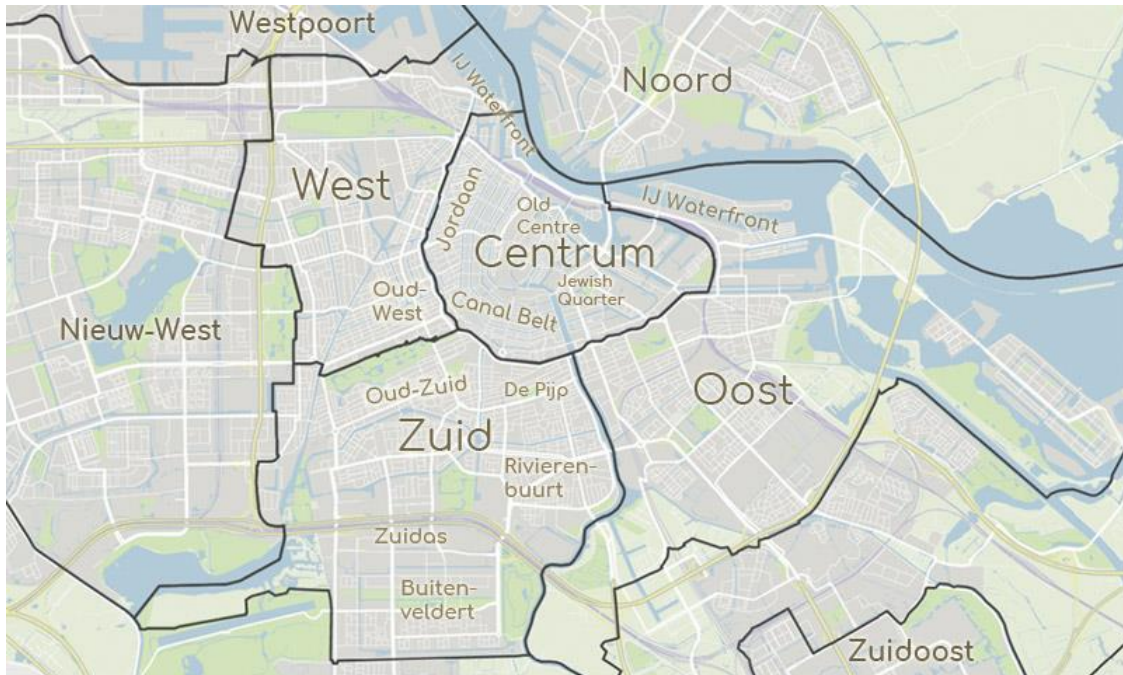 Westpoort
IJ Waterfront
Noord
West
Jordaan
Old
Centre
IJ Waterfront
Centrum
Jewish
Quarter
Oud-
West
Canal Belt
Nieuw-West
Oud-Zuid
De Pijp
Oost
Zuid
Rivieren-
buurt
Zuidas
Buiten-
veldert
Zuidoost